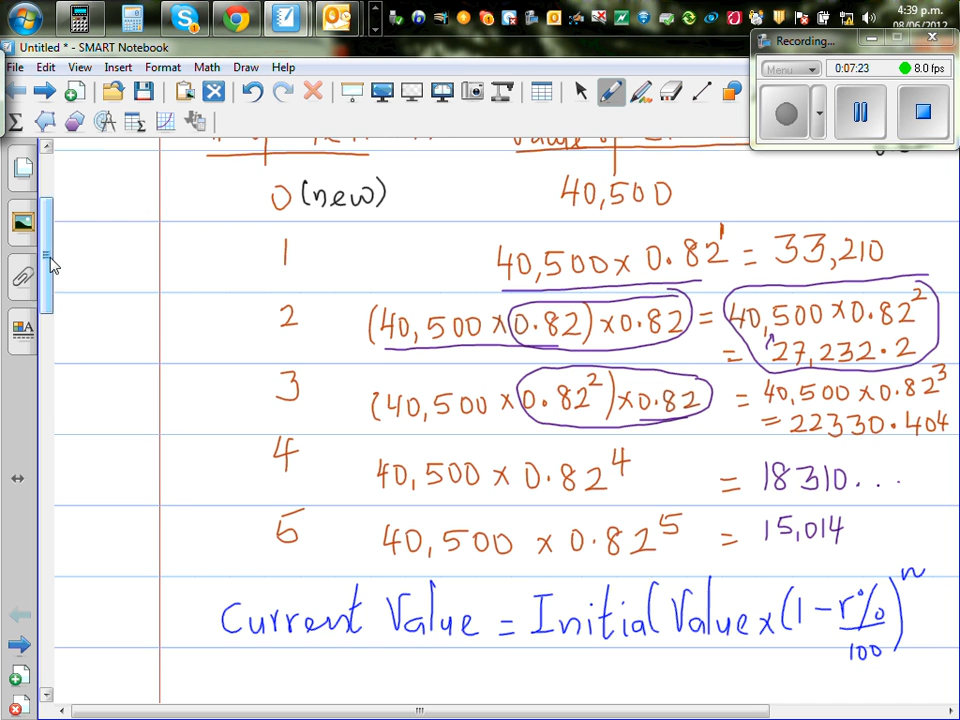 4:39 p.m.
08/06/2012
Untitled * - SMART Notebook
Recording...
File Edit View Insert Format Math Draw Help
Menu
0:07:23
8.0 fps
0 (new) 40,500
1 40,500 x 0.82¹ = 33,210
2 (40,500 x 0.82) x 0.82 = 40,500 x 0.82²
= 27,232.2
3 (40,500 x 0.82²) x 0.82 = 40,500 x 0.82³
= 22330.404
4 40,500 x 0.82⁴ = 18310...
5 40,500 x 0.82⁵ = 15,014
Current Value = Initial Value x (1 - r%/100)ⁿ